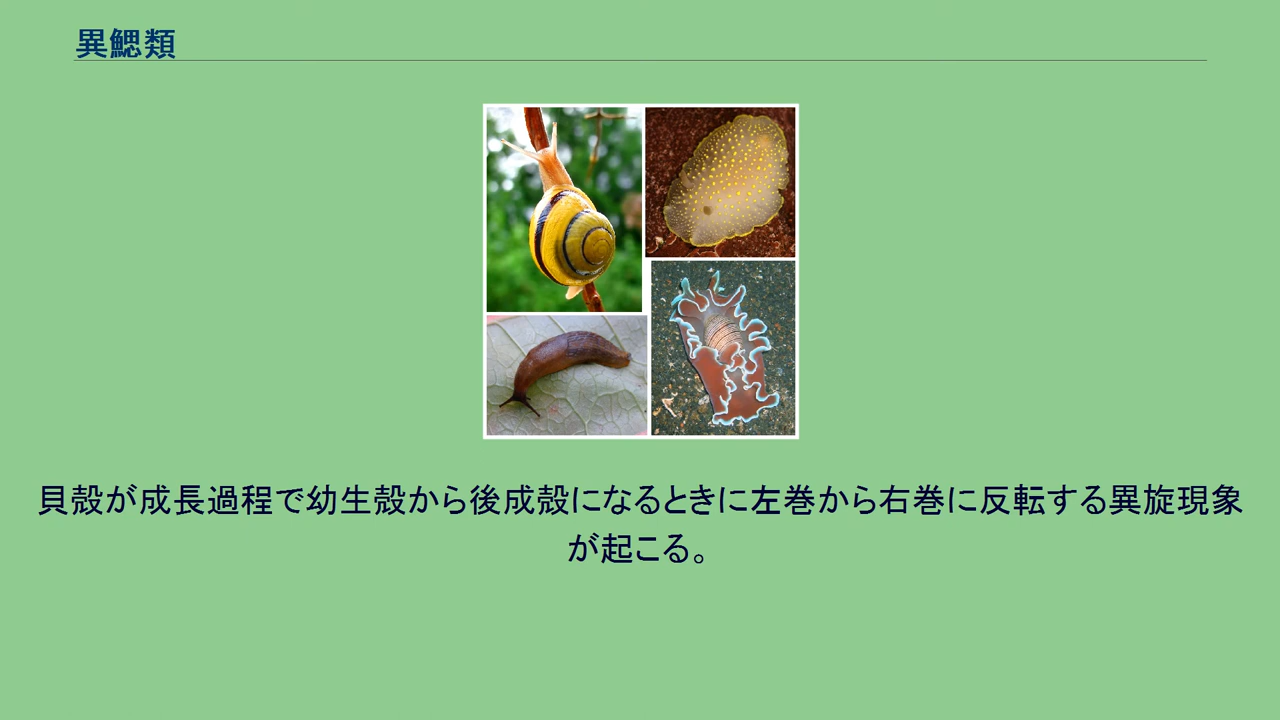 異鰓類
貝殻が成長過程で幼生殻から後成殻になるときに左巻から右巻に反転する異旋現象
が起こる。